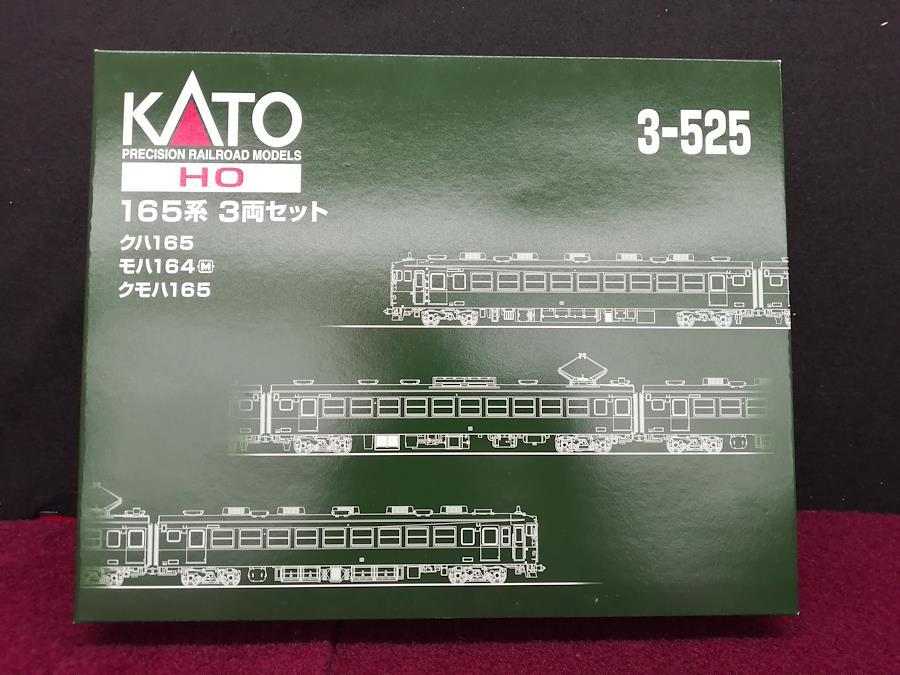 KATO
PRECISION RAILROAD MODELS
HO
3-525
165系 3両セット
クハ165
モハ164 M
クモハ165